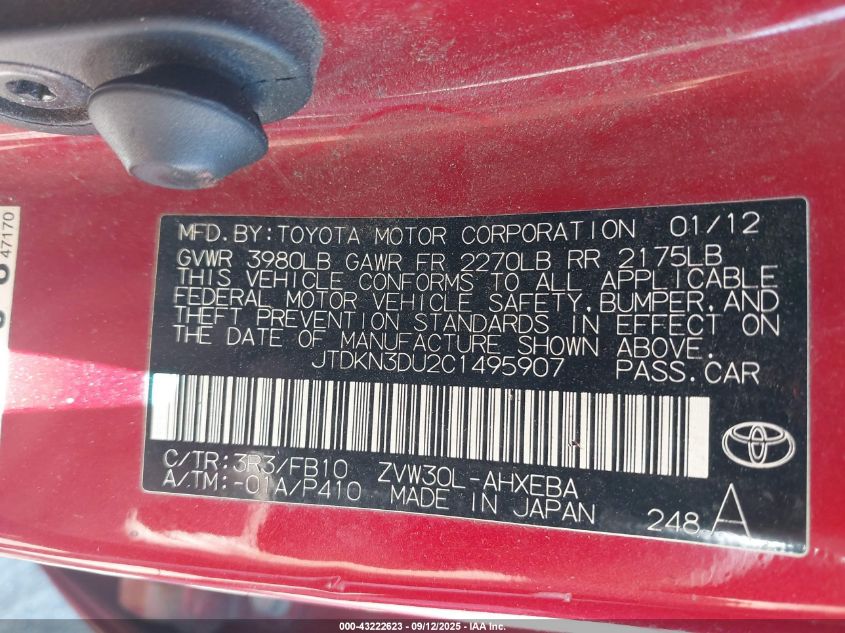 MFD. BY: TOYOTA MOTOR CORPORATION 01/12
GVWR 3980LB GAWR FR 2270LB RR 2175LB
THIS VEHICLE CONFORMS TO ALL APPLICABLE
FEDERAL MOTOR VEHICLE SAFETY, BUMPER, AND
THEFT PREVENTION STANDARDS IN EFFECT ON
THE DATE OF MANUFACTURE SHOWN ABOVE.
JTDKN3DU2C1495907 PASS.CAR
C/TR:3R3/FB10 ZVW30L-AHXEBA
A/TM:-01A/P410 MADE IN JAPAN 248 A
47170
000-43222623 - 09/12/2025 - IAA Inc.